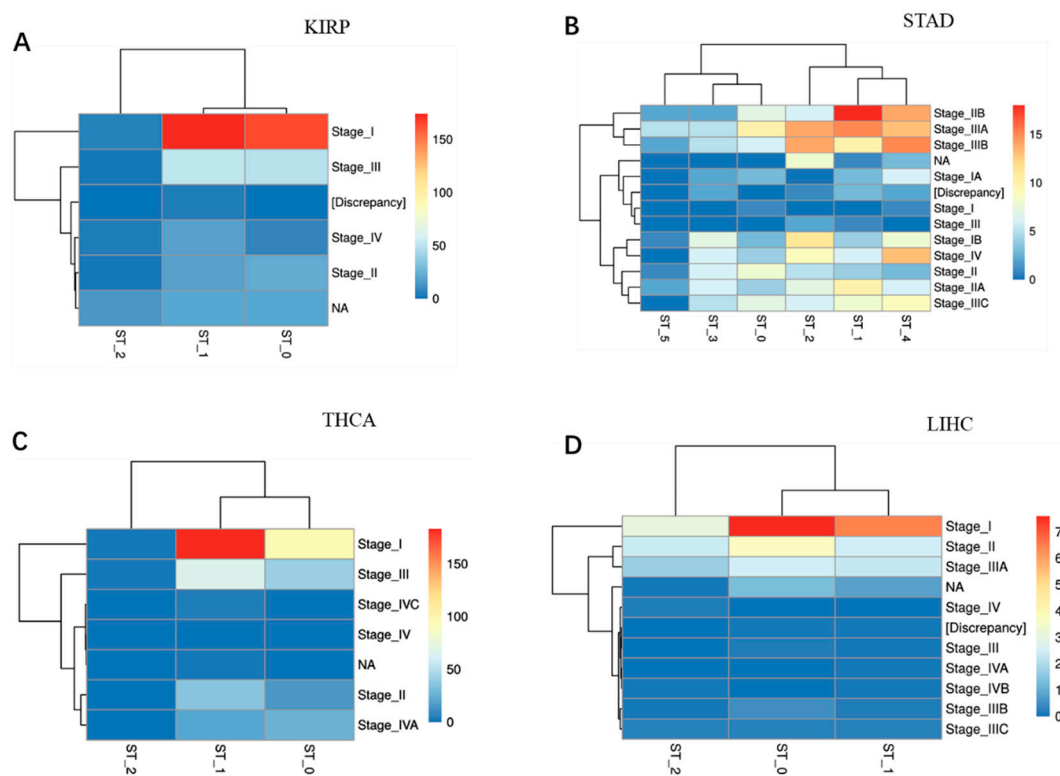 A
KIRP
Stage_I
Stage_III
[Discrepancy]
Stage_IV
Stage_II
NA
150
100
50
0
ST_2
ST_1
ST_0
B
STAD
Stage_IIB
Stage_IIIA
Stage_IIIB
NA
Stage_IA
[Discrepancy]
Stage_I
Stage_III
Stage_IB
Stage_IV
Stage_II
Stage_IIA
Stage_IIIC
15
10
5
0
ST_5
ST_3
ST_0
ST_2
ST_1
ST_4
C
THCA
Stage_I
Stage_III
Stage_IVC
Stage_IV
NA
Stage_II
Stage_IVA
150
100
50
0
ST_2
ST_1
ST_0
D
LIHC
Stage_I
Stage_II
Stage_IIIA
NA
Stage_IV
[Discrepancy]
Stage_III
Stage_IVA
Stage_IVB
Stage_IIIB
Stage_IIIC
ST_2
ST_0
ST_1